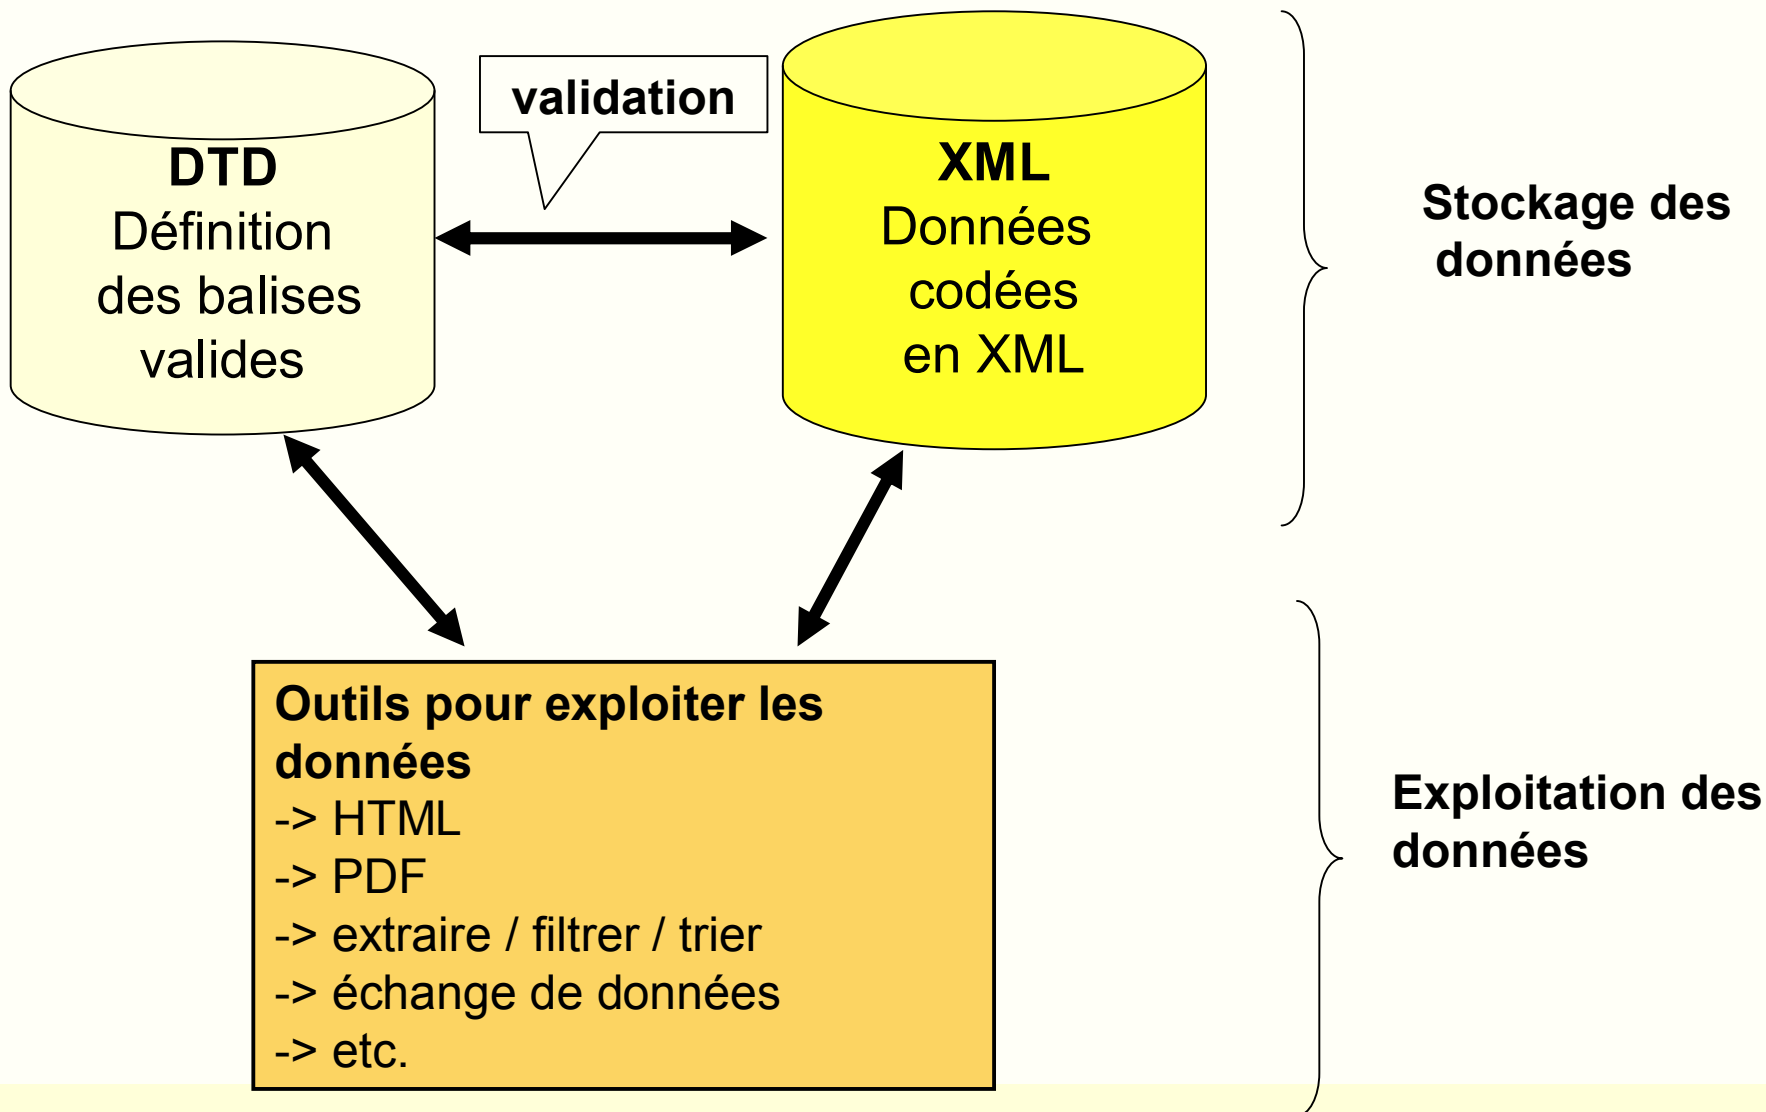 DTD
Définition
des balises
valides
validation
XML
Données
codées
en XML
Stockage des
données
Outils pour exploiter les
données
-> HTML
-> PDF
-> extraire / filtrer / trier
-> échange de données
-> etc.
Exploitation des
données